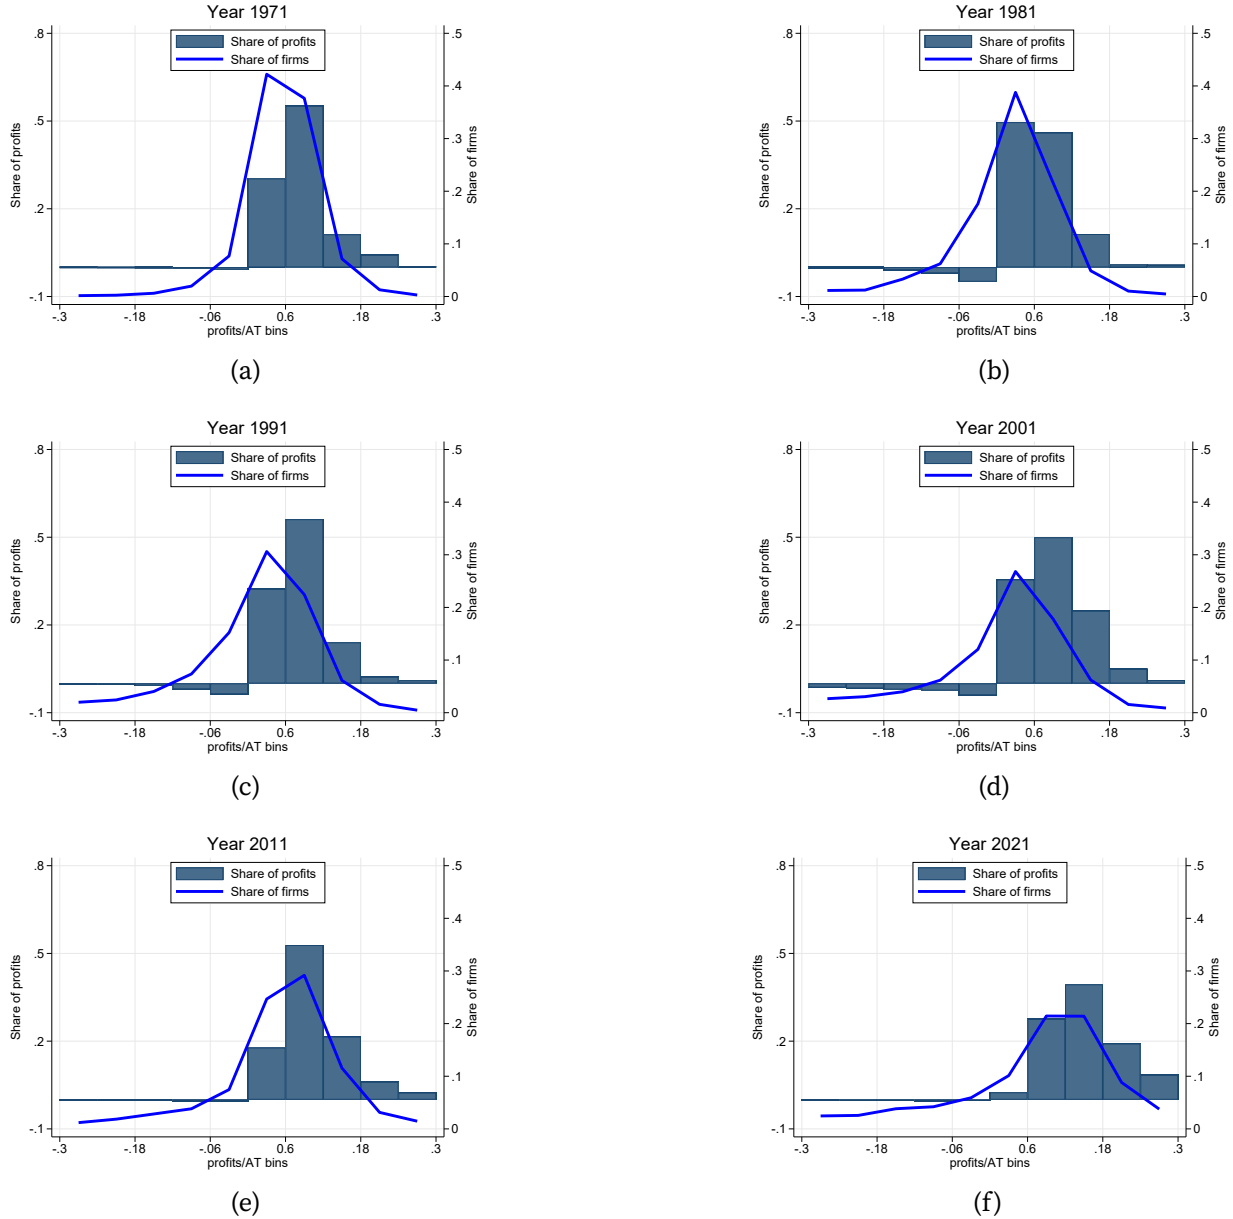 Year 1971
Share of profits
Share of firms
.8
.5
.2
-.1
Share of profits
.5
.4
.3
.2
.1
0
Share of firms
-.3
-.18
-.06
0.6
.18
.3
profits/AT bins
(a)
Year 1981
Share of profits
Share of firms
.8
.5
.2
-.1
Share of profits
.5
.4
.3
.2
.1
0
Share of firms
-.3
-.18
-.06
0.6
.18
.3
profits/AT bins
(b)
Year 1991
Share of profits
Share of firms
.8
.5
.2
-.1
Share of profits
.5
.4
.3
.2
.1
0
Share of firms
-.3
-.18
-.06
0.6
.18
.3
profits/AT bins
(c)
Year 2001
Share of profits
Share of firms
.8
.5
.2
-.1
Share of profits
.5
.4
.3
.2
.1
0
Share of firms
-.3
-.18
-.06
0.6
.18
.3
profits/AT bins
(d)
Year 2011
Share of profits
Share of firms
.8
.5
.2
-.1
Share of profits
.5
.4
.3
.2
.1
0
Share of firms
-.3
-.18
-.06
0.6
.18
.3
profits/AT bins
(e)
Year 2021
Share of profits
Share of firms
.8
.5
.2
-.1
Share of profits
.5
.4
.3
.2
.1
0
Share of firms
-.3
-.18
-.06
0.6
.18
.3
profits/AT bins
(f)